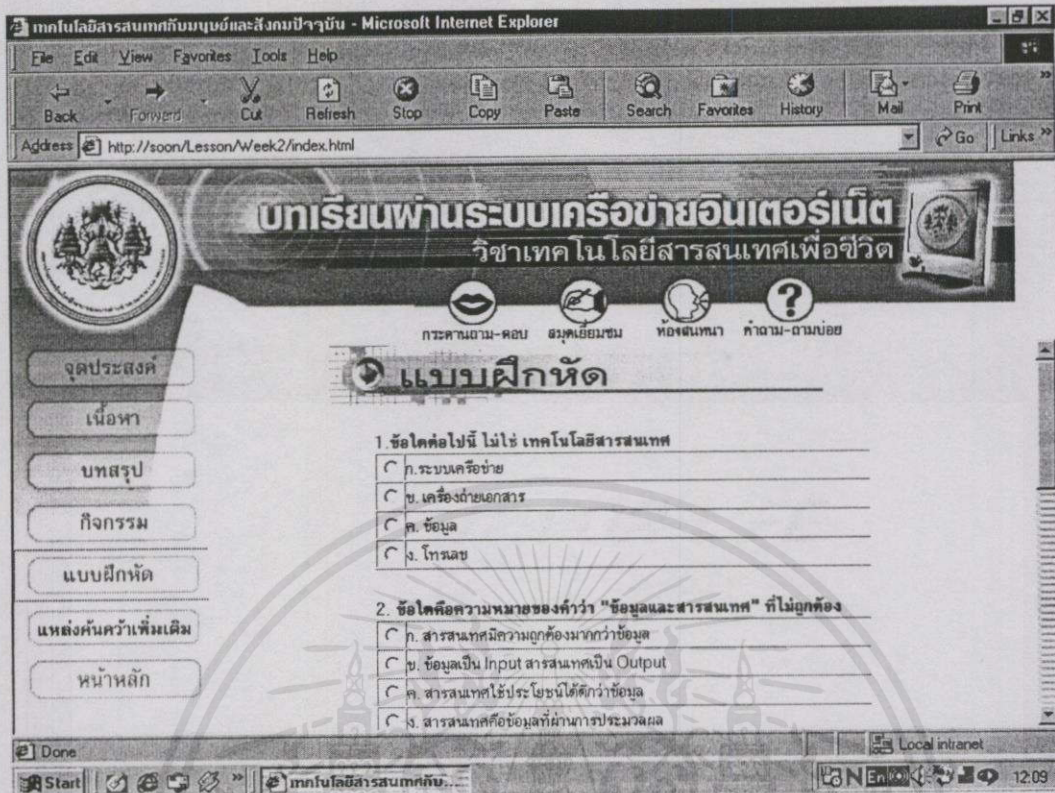 เทคโนโลยีสารสนเทศกับมนุษย์และสังคมปัจจุบัน - Microsoft Internet Explorer
File Edit View Favorites Tools Help
Back Forward Cut Refresh Stop Copy Paste Search Favorites History Mail Print
Address http://soon/Lesson/Week2/index.html Go Links
บทเรียนผ่านระบบเครือข่ายอินเตอร์เน็ต
วิชาเทคโนโลยีสารสนเทศเพื่อชีวิต
กระดานถาม-ตอบ สมุดเยี่ยมชม ห้องสนทนา คำถาม-ถามบ่อย
จุดประสงค์
เนื้อหา
บทสรุป
กิจกรรม
แบบฝึกหัด
แหล่งค้นคว้าเพิ่มเติม
หน้าหลัก
แบบฝึกหัด
1.ข้อใดต่อไปนี้ ไม่ใช่ เทคโนโลยีสารสนเทศ
ก.ระบบเครือข่าย
ข. เครื่องถ่ายเอกสาร
ค. ข้อมูล
ง. โทรเลข
2. ข้อใดคือความหมายของคำว่า "ข้อมูลและสารสนเทศ" ที่ไม่ถูกต้อง
ก. สารสนเทศมีความถูกต้องมากกว่าข้อมูล
ข. ข้อมูลเป็น Input สารสนเทศเป็น Output
ค. สารสนเทศใช้ประโยชน์ได้ดีกว่าข้อมูล
ง. สารสนเทศคือข้อมูลที่ผ่านการประมวลผล
Done Local intranet
Start เทคโนโลยีสารสนเทศกับ... En 12:09